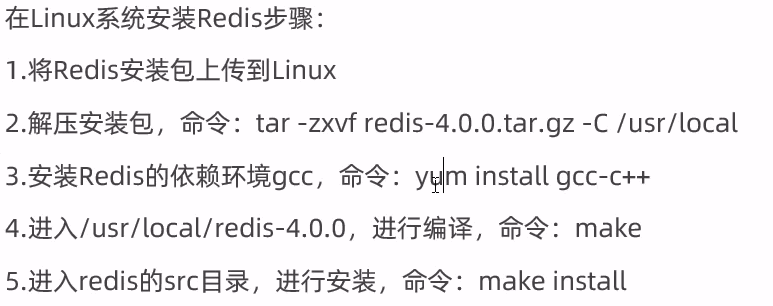 在Linux系统安装Redis步骤：
1.将Redis安装包上传到Linux
2.解压安装包，命令：tar -zxvf redis-4.0.0.tar.gz -C /usr/local
3.安装Redis的依赖环境gcc，命令：yum install gcc-c++
4.进入/usr/local/redis-4.0.0，进行编译，命令：make
5.进入redis的src目录，进行安装，命令：make install